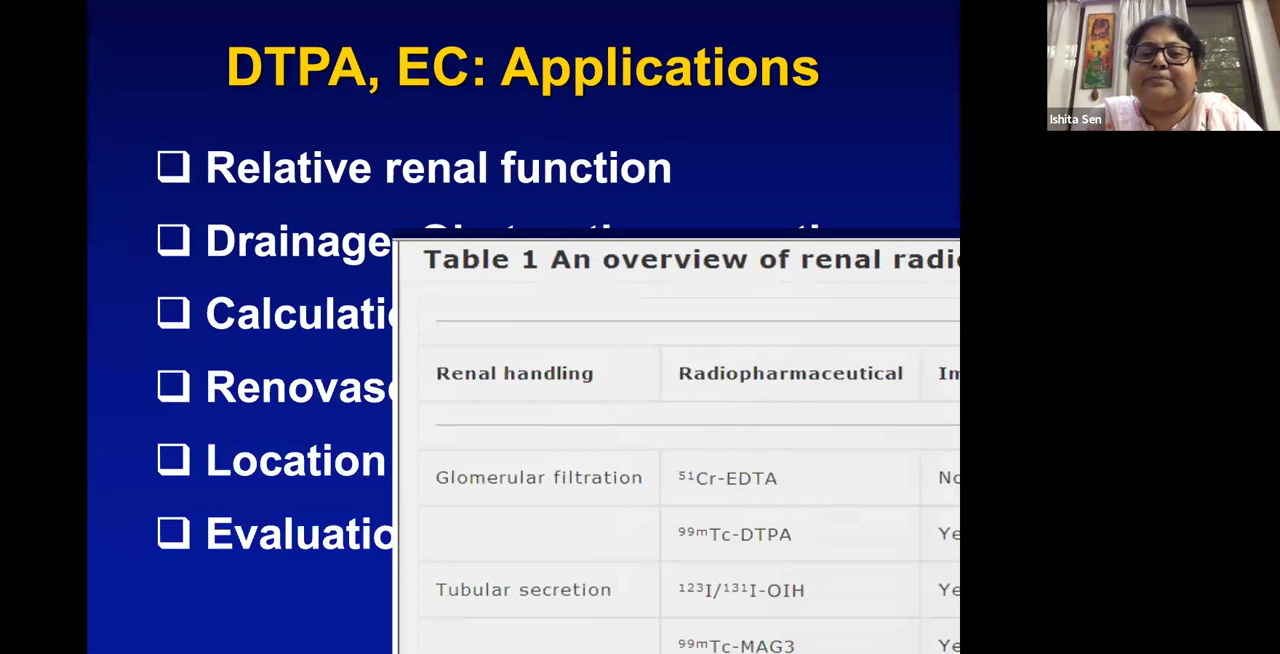 DTPA, EC: Applications
Relative renal function
Drainage
Calculati
Renovas
Location
Evaluatio
Table 1 An overview of renal radi
Renal handling Radiopharmaceutical Im
Glomerular filtration ⁵¹Cr-EDTA No
⁹⁹ᵐTc-DTPA Ye
Tubular secretion ¹²³I/¹³¹I-OIH Ye
⁹⁹ᵐTc-MAG3 Ye
Ishita Sen